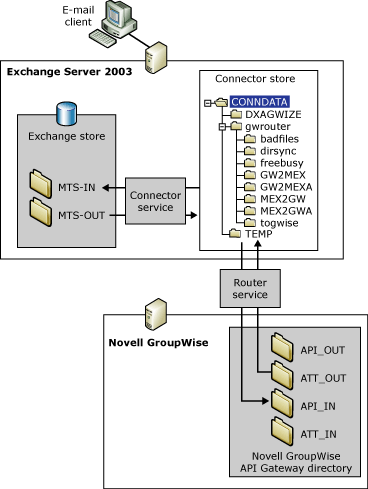 E-mail
client
Exchange Server 2003
Connector store
CONNDATA
DXAGWIZE
gwrouter
badfiles
dirsync
freebusy
GW2MEX
GW2MEXA
MEX2GW
MEX2GWA
togwise
TEMP
Exchange store
MTS-IN
MTS-OUT
Connector
service
Router
service
Novell GroupWise
API_OUT
ATT_OUT
API_IN
ATT_IN
Novell GroupWise
API Gateway directory